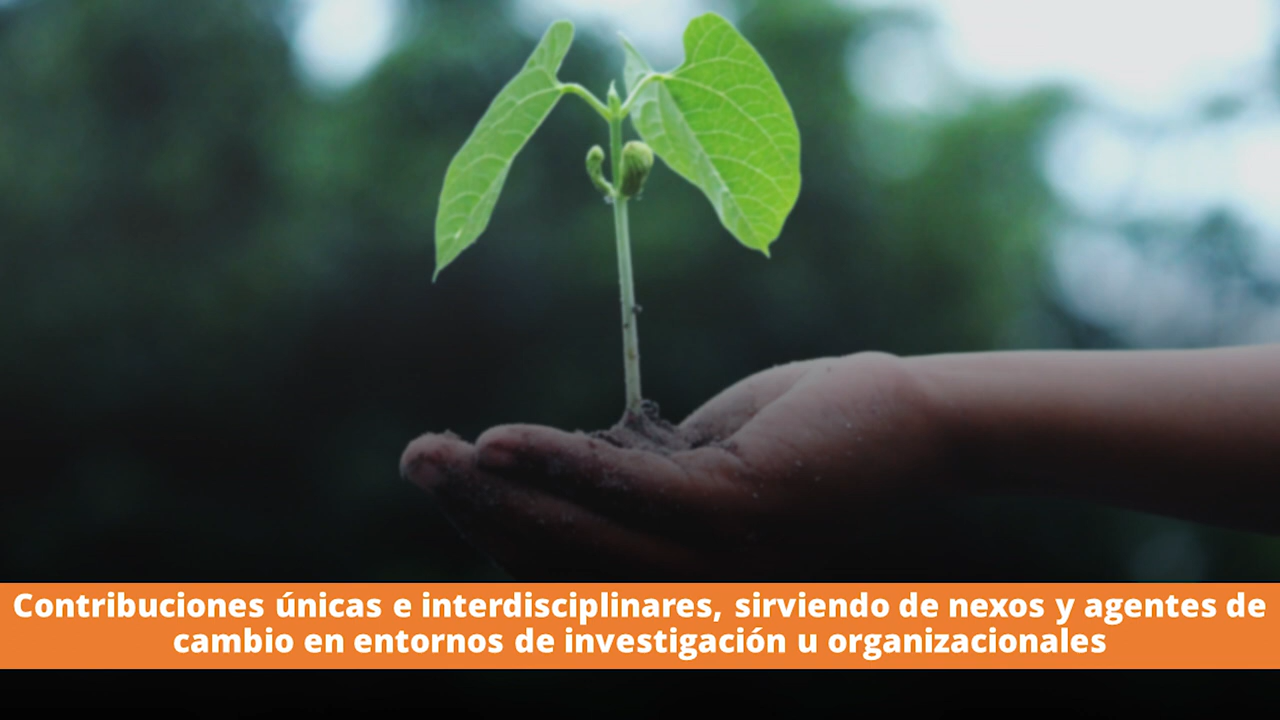 Contribuciones únicas e interdisciplinares, sirviendo de nexos y agentes de
cambio en entornos de investigación u organizacionales